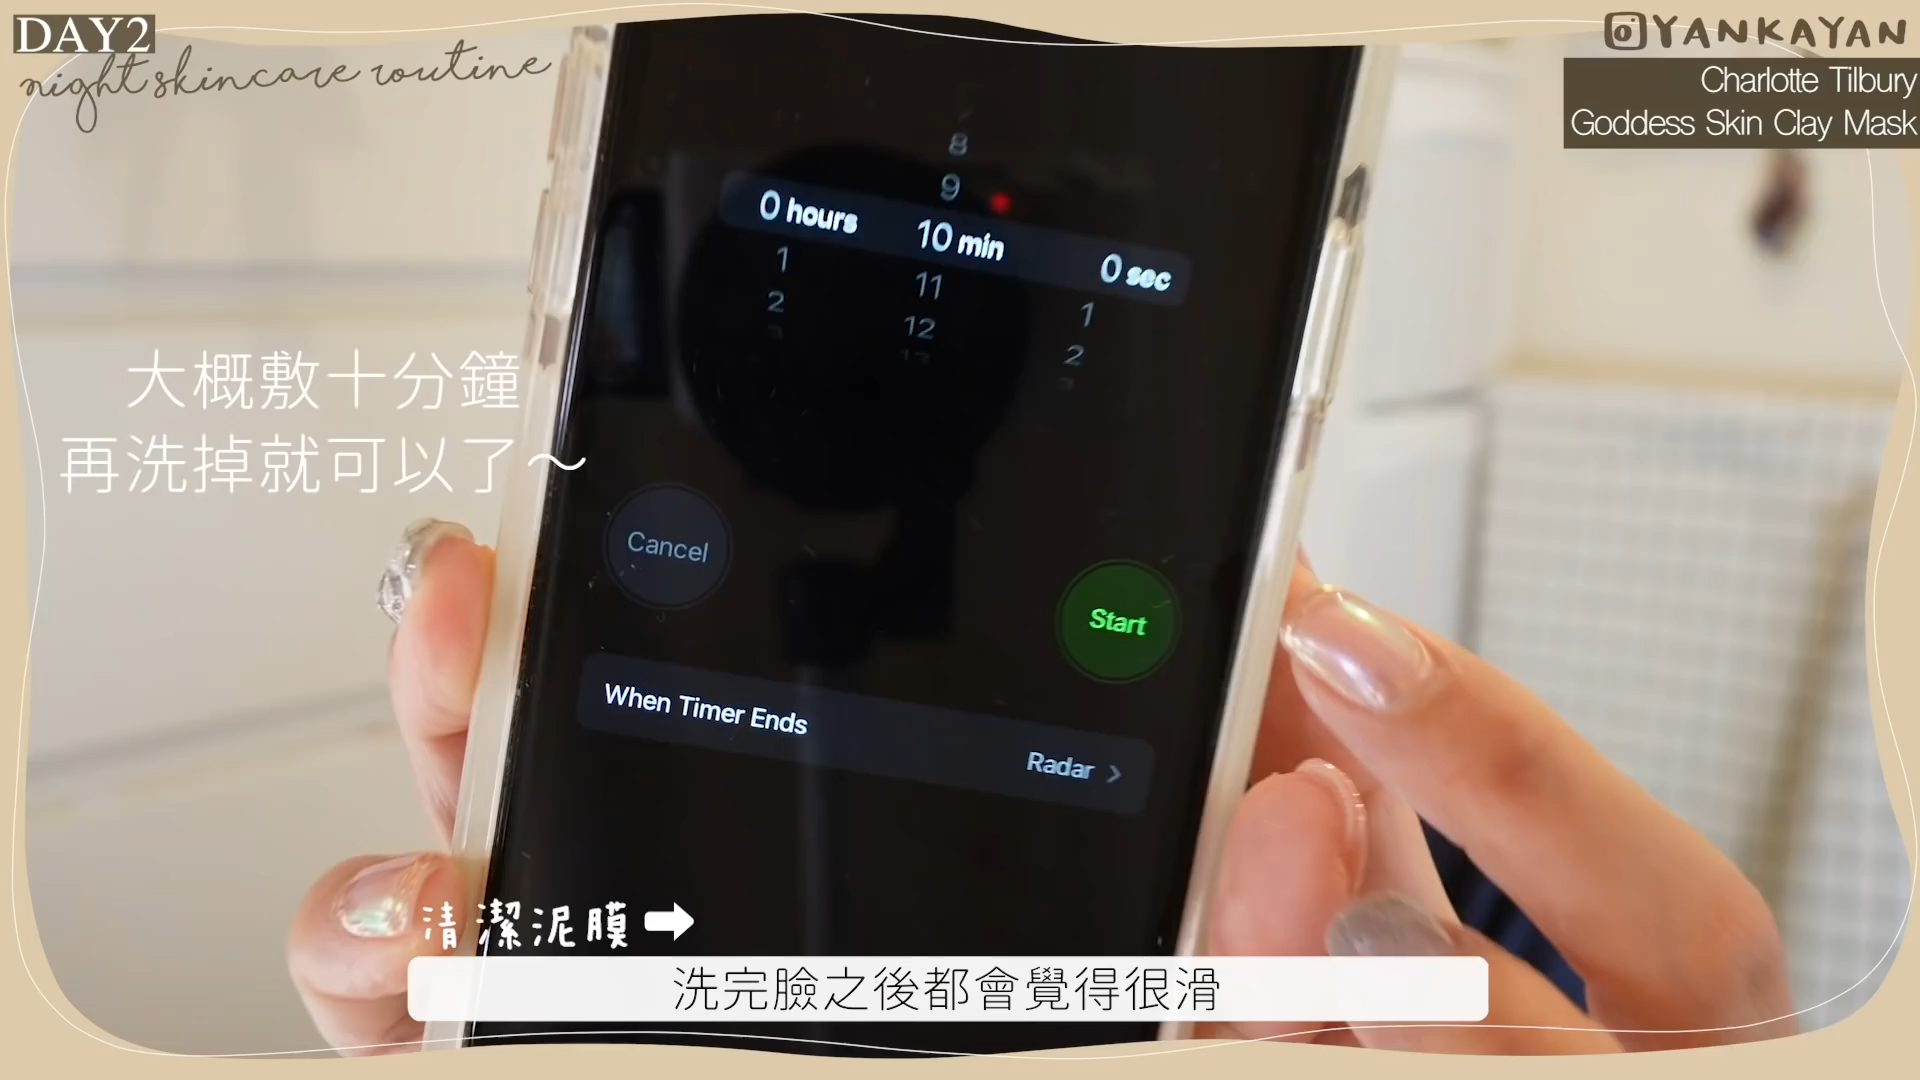 DAY2
night skincare routine
YANKAYAN
Charlotte Tilbury
Goddess Skin Clay Mask
8
9
0 hours 10 min 0 sec
1 11 1
2 12 2
3 13 3
大概敷十分鐘
再洗掉就可以了~
Cancel
Start
When Timer Ends
Radar >
清潔泥膜➡
洗完臉之後都會覺得很滑